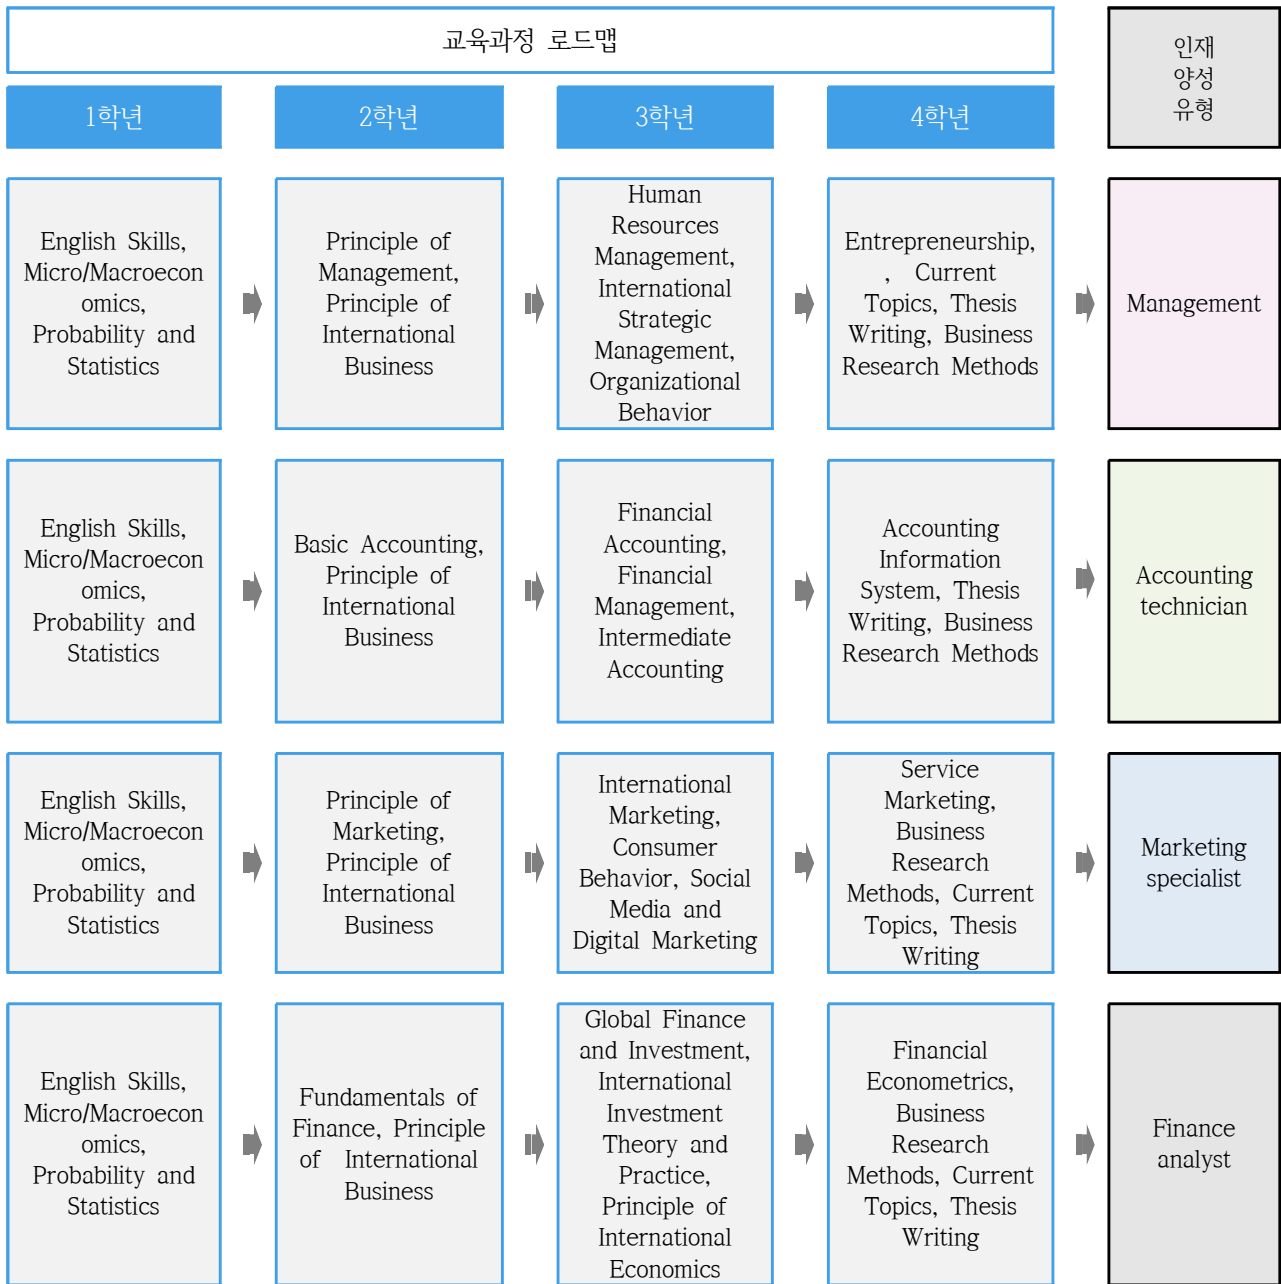 교육과정 로드맵
인재
양성
유형
1학년
2학년
3학년
4학년
English Skills,
Micro/Macroecon
omics,
Probability and
Statistics
Principle of
Management,
Principle of
International
Business
Human
Resources
Management,
International
Strategic
Management,
Organizational
Behavior
Entrepreneurship,
, Current
Topics, Thesis
Writing, Business
Research Methods
Management
English Skills,
Micro/Macroecon
omics,
Probability and
Statistics
Basic Accounting,
Principle of
International
Business
Financial
Accounting,
Financial
Management,
Intermediate
Accounting
Accounting
Information
System, Thesis
Writing, Business
Research Methods
Accounting
technician
English Skills,
Micro/Macroecon
omics,
Probability and
Statistics
Principle of
Marketing,
Principle of
International
Business
International
Marketing,
Consumer
Behavior, Social
Media and
Digital Marketing
Service
Marketing,
Business
Research
Methods, Current
Topics, Thesis
Writing
Marketing
specialist
English Skills,
Micro/Macroecon
omics,
Probability and
Statistics
Fundamentals of
Finance, Principle
of International
Business
Global Finance
and Investment,
International
Investment
Theory and
Practice,
Principle of
International
Economics
Financial
Econometrics,
Business
Research
Methods, Current
Topics, Thesis
Writing
Finance
analyst